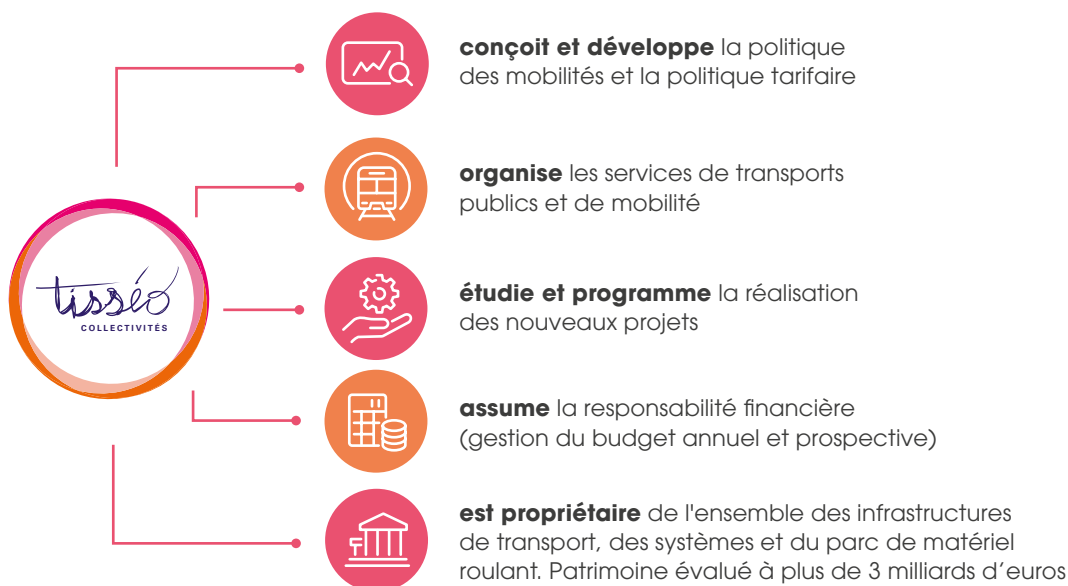 conçoit et développe la politique
des mobilités et la politique tarifaire
organise les services de transports
publics et de mobilité
tisséo
COLLECTIVITÉS
étudie et programme la réalisation
des nouveaux projets
assume la responsabilité financière
(gestion du budget annuel et prospective)
est propriétaire de l'ensemble des infrastructures
de transport, des systèmes et du parc de matériel
roulant. Patrimoine évalué à plus de 3 milliards d’euros